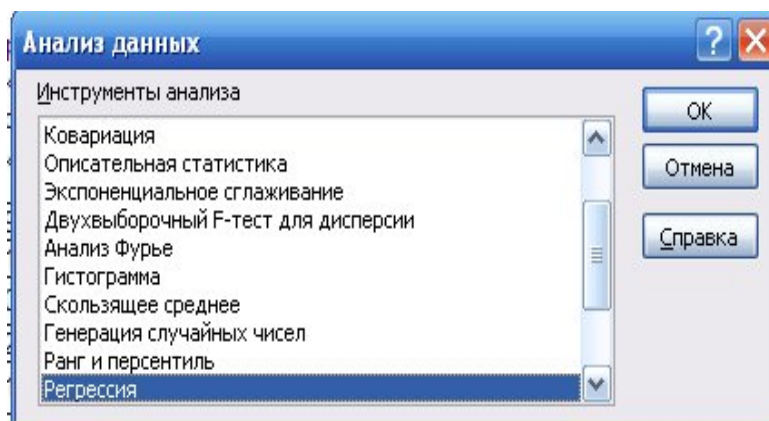 Анализ данных
Инструменты анализа
Ковариация
Описательная статистика
Экспоненциальное сглаживание
Двухвыборочный F-тест для дисперсии
Анализ Фурье
Гистограмма
Скользящее среднее
Генерация случайных чисел
Ранг и персентиль
Регрессия
ОК
Отмена
Справка